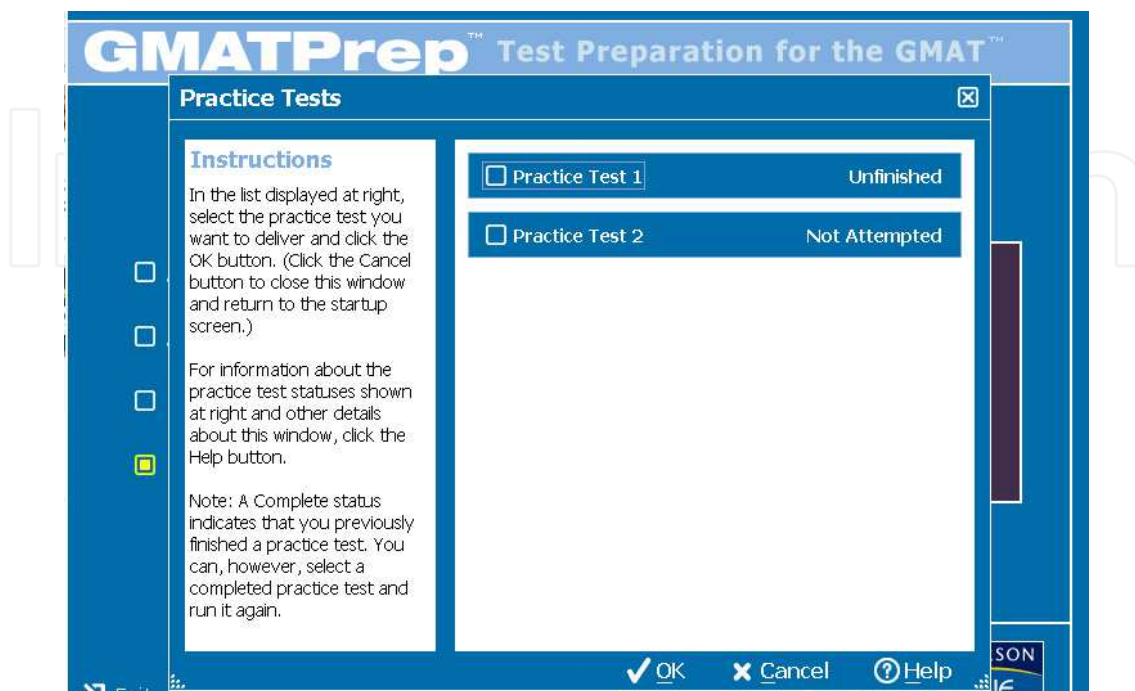 GMATPrep™ Test Preparation for the GMAT™
Practice Tests
Instructions
In the list displayed at right,
select the practice test you
want to deliver and click the
OK button. (Click the Cancel
button to close this window
and return to the startup
screen.)
For information about the
practice test statuses shown
at right and other details
about this window, click the
Help button.
Note: A Complete status
indicates that you previously
finished a practice test. You
can, however, select a
completed practice test and
run it again.
Practice Test 1 Unfinished
Practice Test 2 Not Attempted
OK Cancel Help